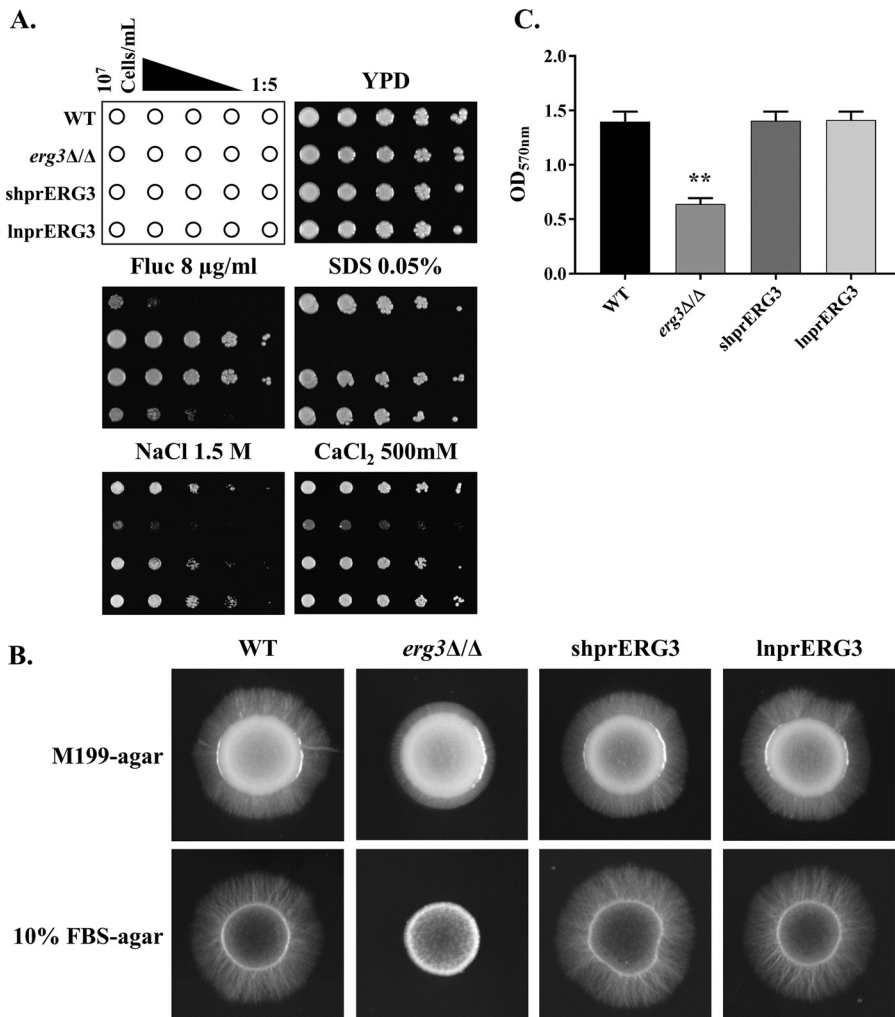 A.
10⁷ Cells/mL
1:5
YPD
WT
erg3Δ/Δ
shprERG3
lnprERG3
Fluc 8 µg/ml
SDS 0.05%
NaCl 1.5 M
CaCl₂ 500mM
C.
OD₅₇₀ₙₘ
2.0
1.5
1.0
0.5
0.0
**
WT
erg3Δ/Δ
shprERG3
lnprERG3
B.
WT
erg3Δ/Δ
shprERG3
lnprERG3
M199-agar
10% FBS-agar